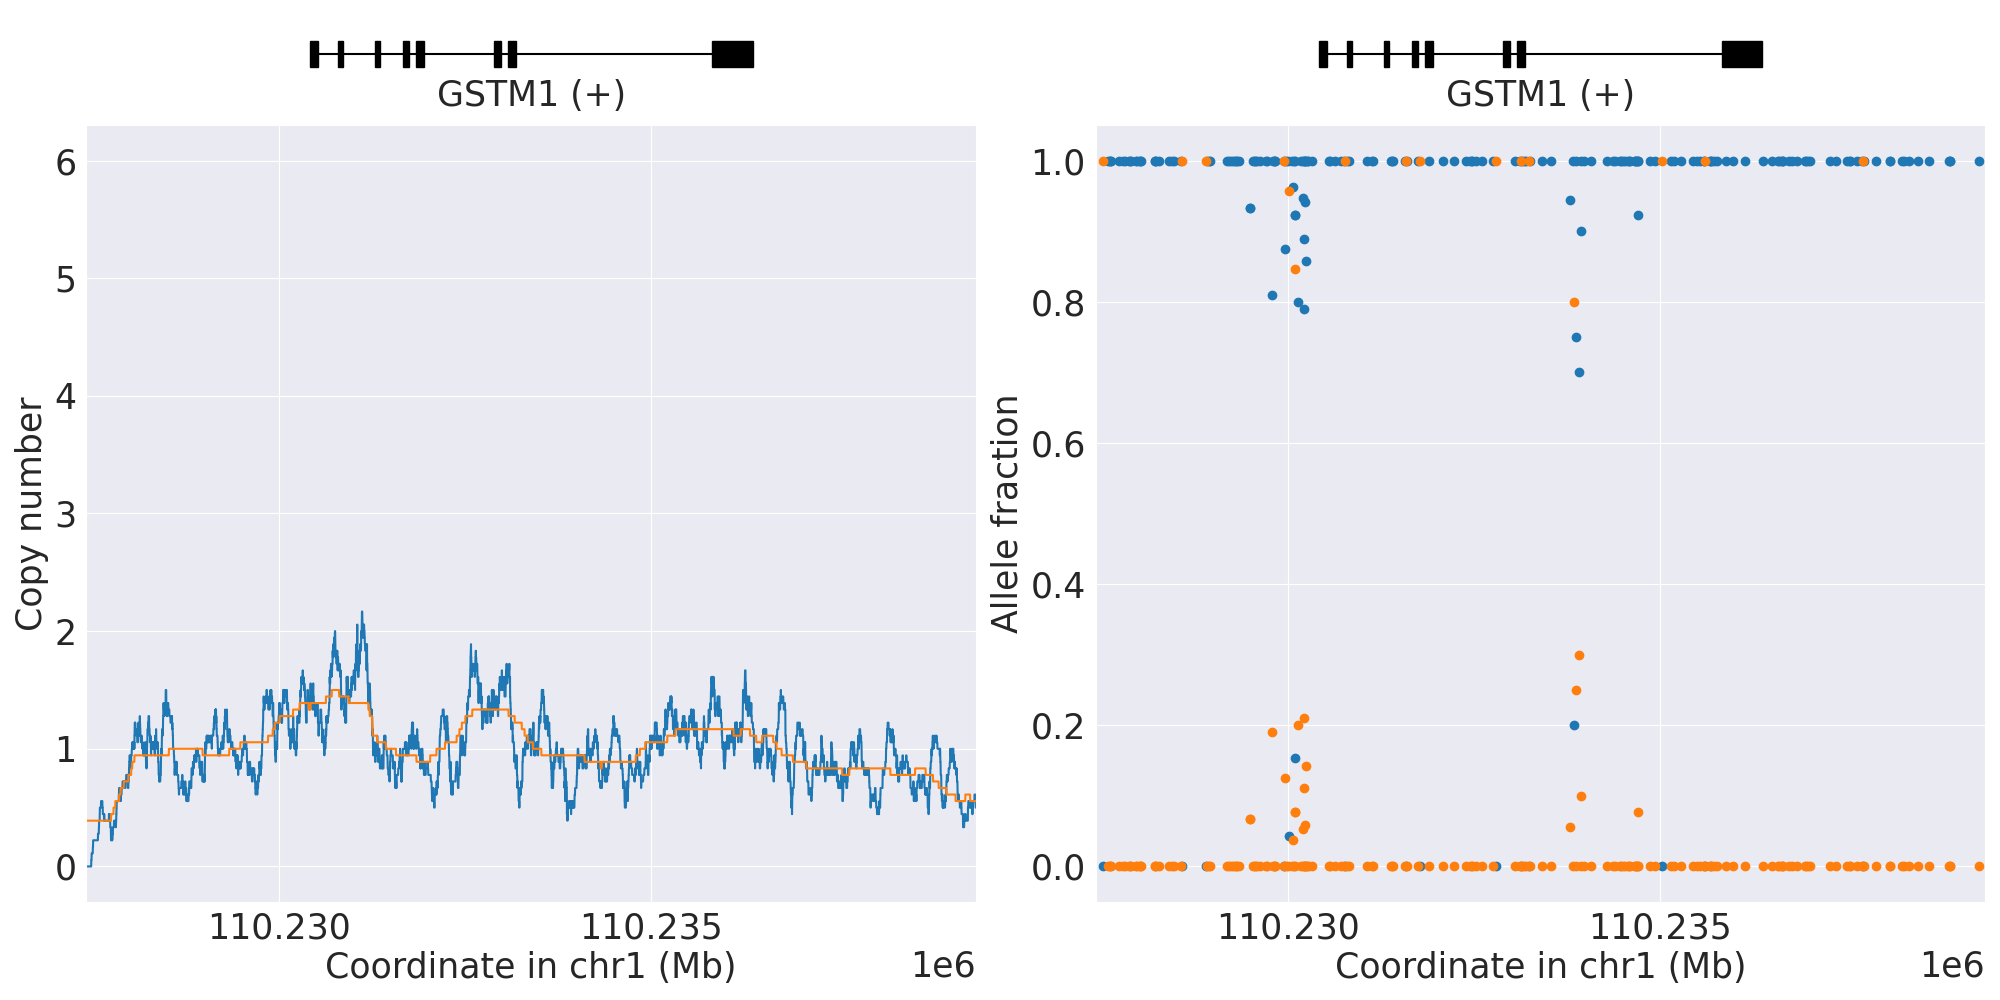 GSTM1 (+)
6
5
4
3
2
1
0
Copy number
110.230
110.235
Coordinate in chr1 (Mb)
1e6
GSTM1 (+)
1.0
0.8
0.6
0.4
0.2
0.0
Allele fraction
110.230
110.235
Coordinate in chr1 (Mb)
1e6